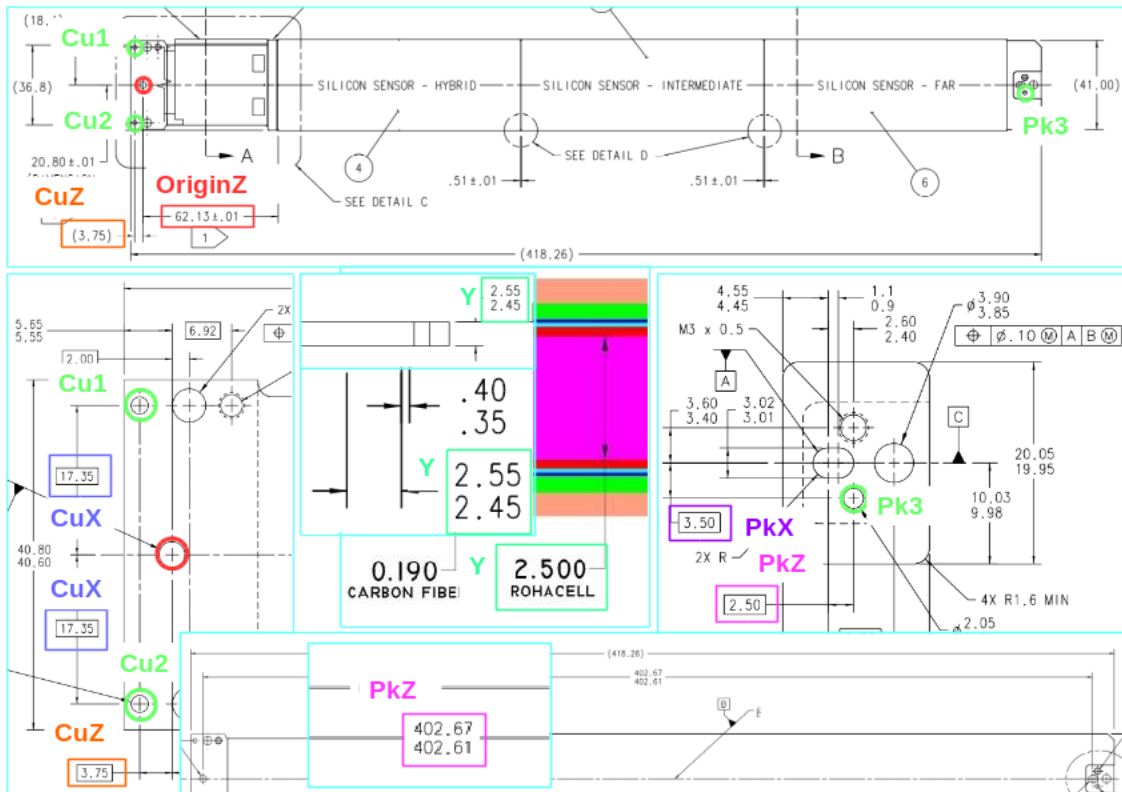 (18.
Cu1
(36.8)
Cu2
20.80±.01
CuZ
(3.75)
OriginZ
62.13±.01
1
SILICON SENSOR - HYBRID
SILICON SENSOR - INTERMEDIATE
SILICON SENSOR - FAR
(41.00)
Pk3
A
B
4
6
SEE DETAIL D
SEE DETAIL C
.51±.01
.51±.01
(418.26)
5.65
5.55
6.92
2X
2.00
Cu1
17.35
CuX
40.80
40.60
CuX
17.35
Cu2
CuZ
3.75
Y
2.55
2.45
.40
.35
Y
2.55
2.45
0.190
CARBON FIBE
Y
2.500
ROHACELL
4.55
4.45
1.1
0.9
2.60
2.40
M3 x 0.5
ø3.90
3.85
⌖ ø.10 Ⓜ A B Ⓜ
A
3.60
3.40
3.02
3.01
C
20.05
19.95
10.03
9.98
Pk3
3.50
PkX
2X R
PkZ
2.50
4X R1.6 MIN
2.05
(418.26)
402.67
402.61
PkZ
402.67
402.61
B